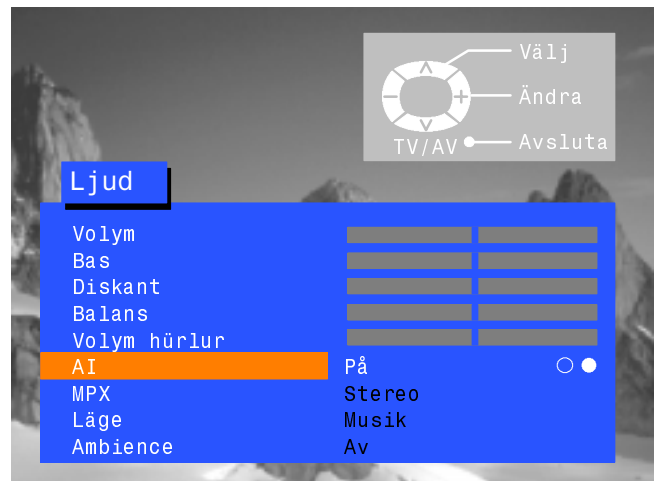 Välj
Ändra
TV/AV Avsluta
Ljud
Volym
Bas
Diskant
Balans
Volym hürlur
AI På
MPX Stereo
Läge Musik
Ambience Av